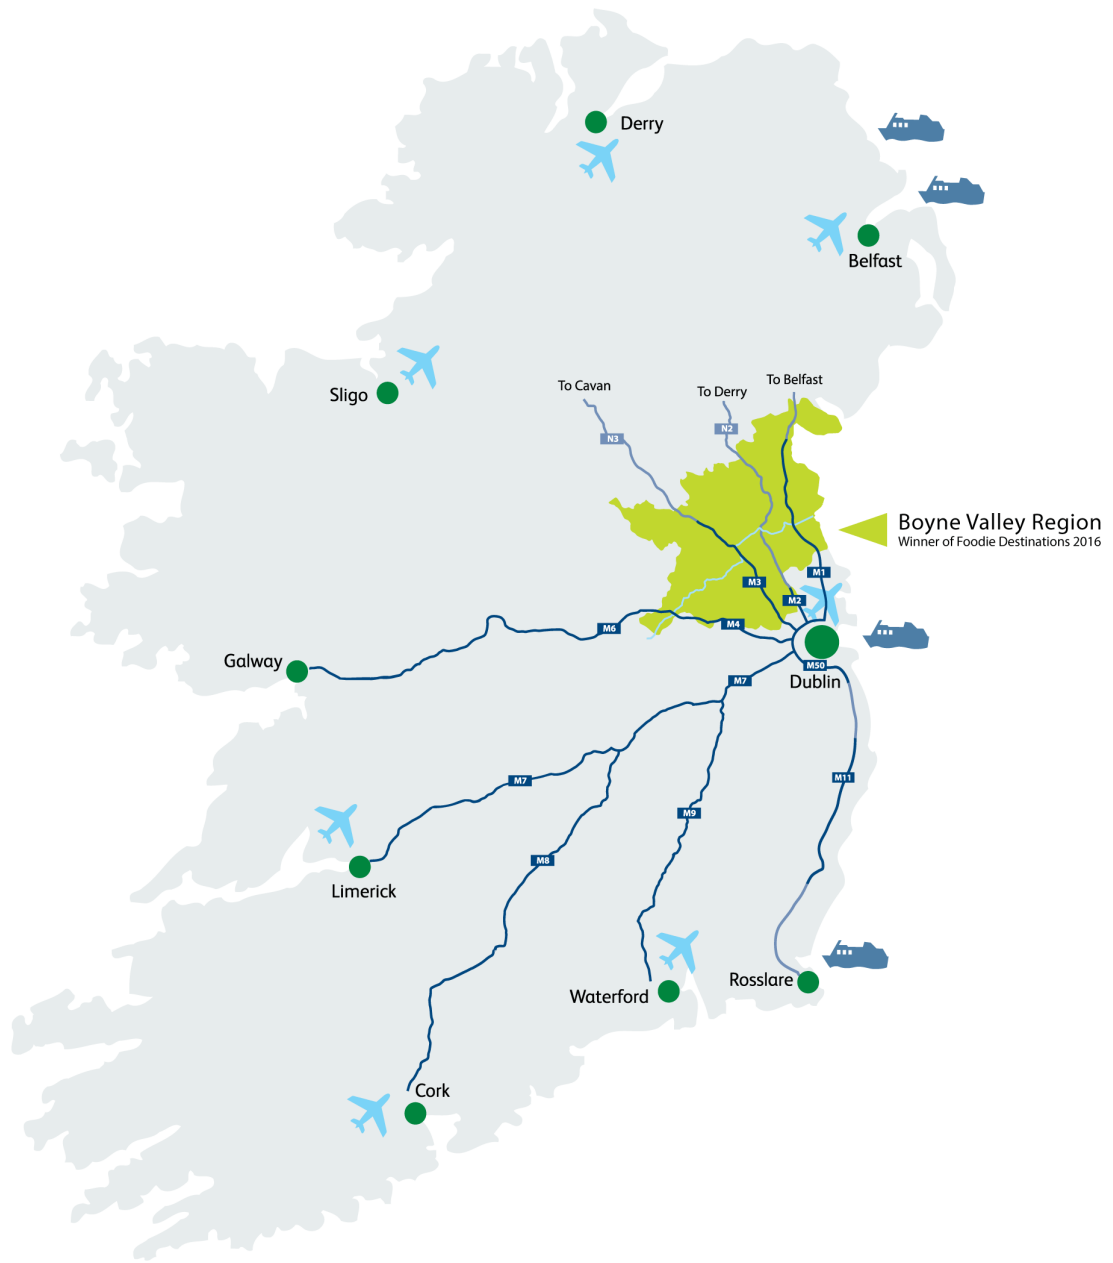 Derry
Belfast
Sligo
To Cavan
To Derry
To Belfast
N3
N2
Boyne Valley Region
Winner of Foodie Destinations 2016
M1
M3
M2
M6
M4
Galway
M50
Dublin
M7
M7
M11
M9
M8
Limerick
Rosslare
Waterford
Cork